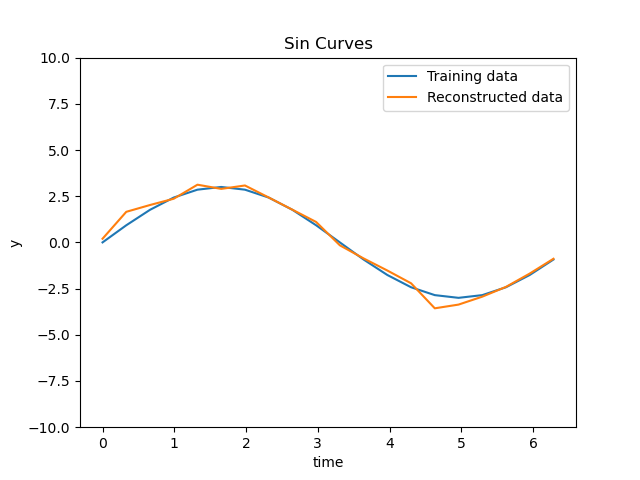 Sin Curves
10.0
7.5
5.0
2.5
0.0
−2.5
−5.0
−7.5
−10.0
y
Training data
Reconstructed data
0 1 2 3 4 5 6
time